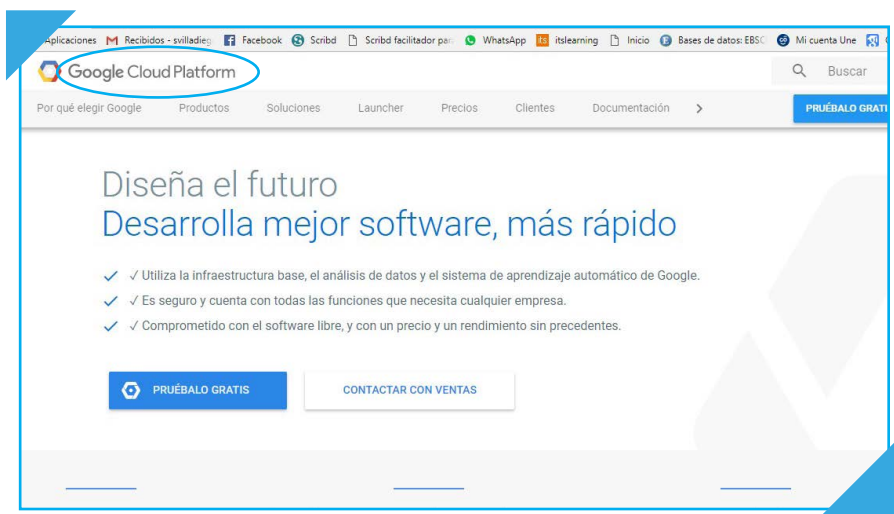 Aplicaciones Recibidos - svilladieg Facebook Scribd Scribd facilitador par WhatsApp its itslearning Inicio Bases de datos: EBSC Mi cuenta Une
Google Cloud Platform Buscar
Por qué elegir Google Productos Soluciones Launcher Precios Clientes Documentación > PRUÉBALO GRATI
Diseña el futuro
Desarrolla mejor software, más rápido
✓ √ Utiliza la infraestructura base, el análisis de datos y el sistema de aprendizaje automático de Google.
✓ √ Es seguro y cuenta con todas las funciones que necesita cualquier empresa.
✓ √ Comprometido con el software libre, y con un precio y un rendimiento sin precedentes.
PRUÉBALO GRATIS CONTACTAR CON VENTAS